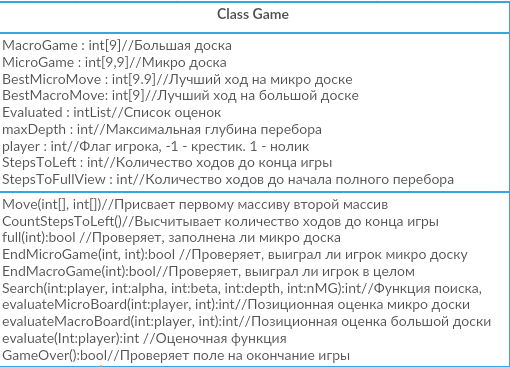 Class Game
MacroGame : int[9]//Большая доска
MicroGame : int[9,9]//Микро доска
BestMicroMove : int[9.9]//Лучший ход на микро доске
BestMacroMove: int[9]//Лучший ход на большой доске
Evaluated : intList//Список оценок
maxDepth : int//Максимальная глубина перебора
player : int//Флаг игрока, -1 - крестик. 1 - нолик
StepsToLeft : int//Количество ходов до конца игры
StepsToFullView : int//Количество ходов до начала полного перебора
Move(int[], int[])//Присвает первому массиву второй массив
CountStepsToLeft()//Высчитывает количество ходов до конца игры
full(int):bool //Проверяет, заполнена ли микро доска
EndMicroGame(int, int):bool //Проверяет, выиграл ли игрок микро доску
EndMacroGame(int):bool//Проверяет, выиграл ли игрок в целом
Search(int:player, int:alpha, int:beta, int:depth, int:nMG):int//Функция поиска,
evaluateMicroBoard(int:player, int):int//Позиционная оценка микро доски
evaluateMacroBoard(int:player, int):int//Позиционная оценка большой доски
evaluate(Int:player):int //Оценочная функция
GameOver():bool//Проверяет поле на окончание игры